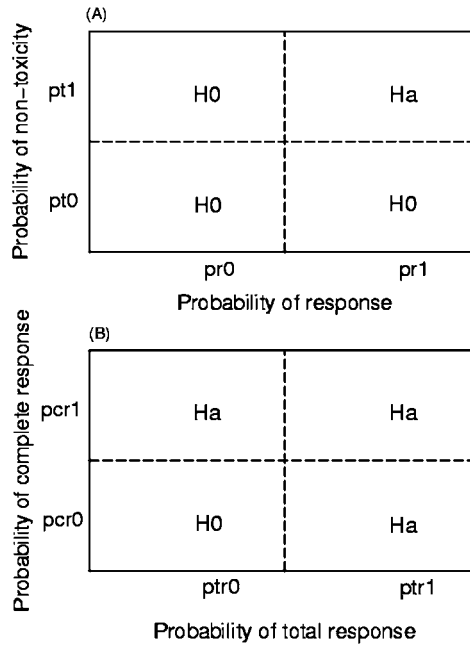 (A)
Probability of non-toxicity
pt1
H0
Ha
pt0
H0
H0
pr0
pr1
Probability of response
(B)
Probability of complete response
pcr1
Ha
Ha
pcr0
H0
Ha
ptr0
ptr1
Probability of total response